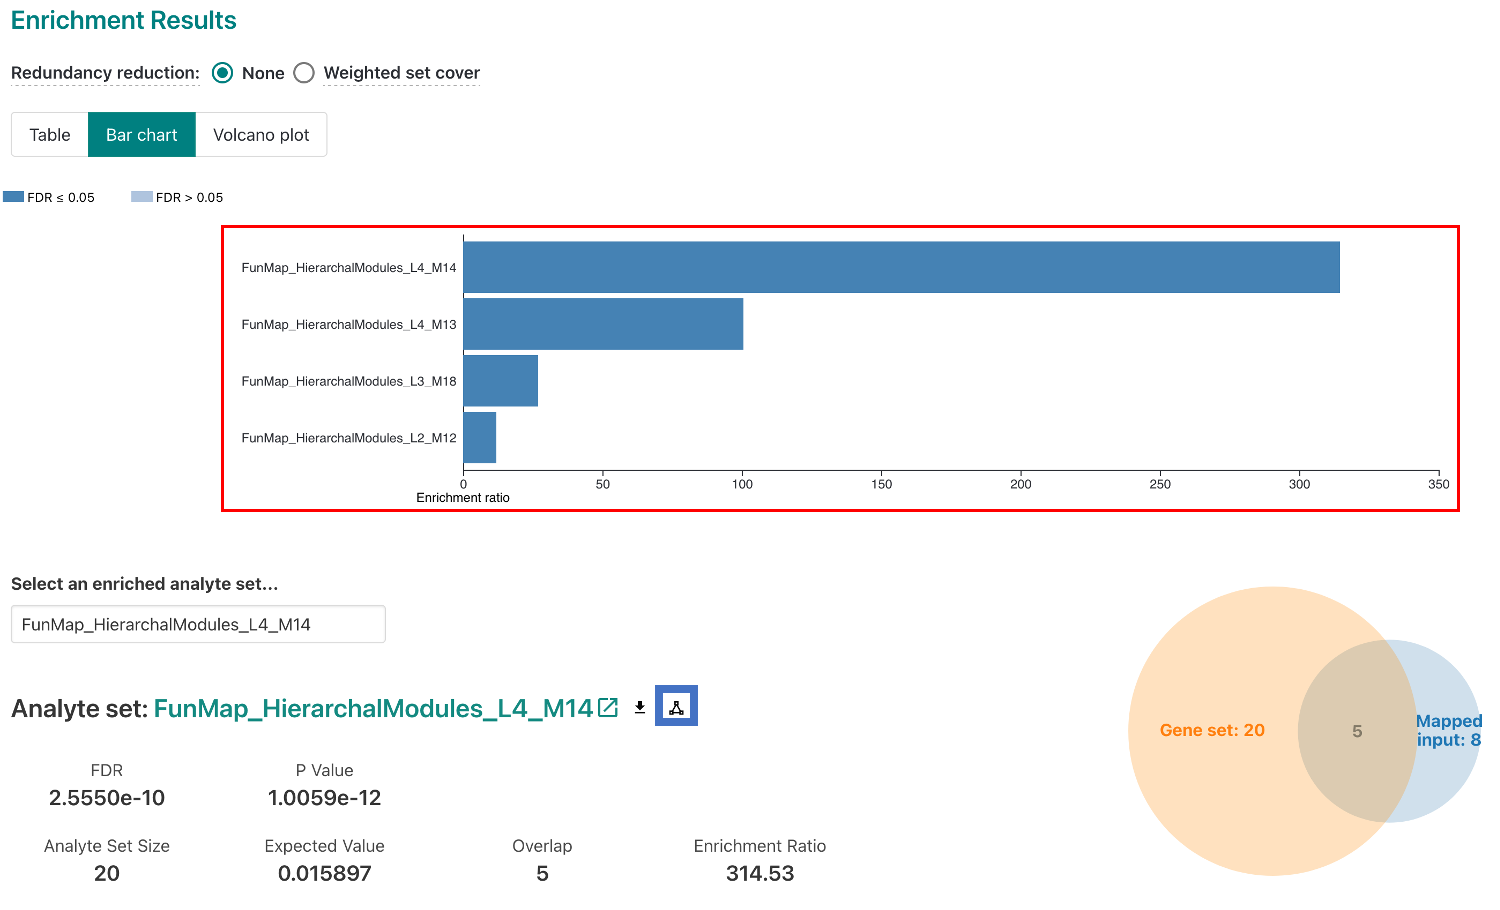 Enrichment Results
Redundancy reduction: None Weighted set cover
Table Bar chart Volcano plot
FDR ≤ 0.05 FDR > 0.05
FunMap_HierarchalModules_L4_M14
FunMap_HierarchalModules_L4_M13
FunMap_HierarchalModules_L3_M18
FunMap_HierarchalModules_L2_M12
0 50 100 150 200 250 300 350
Enrichment ratio
Select an enriched analyte set...
FunMap_HierarchalModules_L4_M14
Analyte set: FunMap_HierarchalModules_L4_M14
FDR P Value
2.5550e-10 1.0059e-12
Analyte Set Size Expected Value Overlap Enrichment Ratio
20 0.015897 5 314.53
Gene set: 20
5
Mapped
input: 8